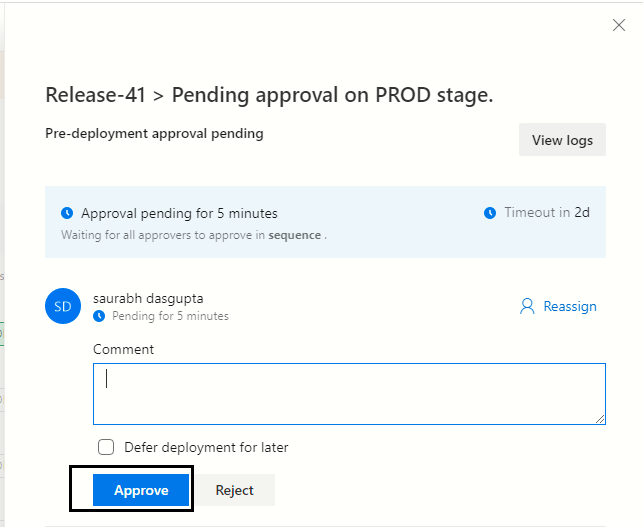 Release-41 > Pending approval on PROD stage.
Pre-deployment approval pending
View logs
Approval pending for 5 minutes
Timeout in 2d
Waiting for all approvers to approve in sequence .
SD
saurabh dasgupta
Pending for 5 minutes
Reassign
Comment
Defer deployment for later
Approve
Reject